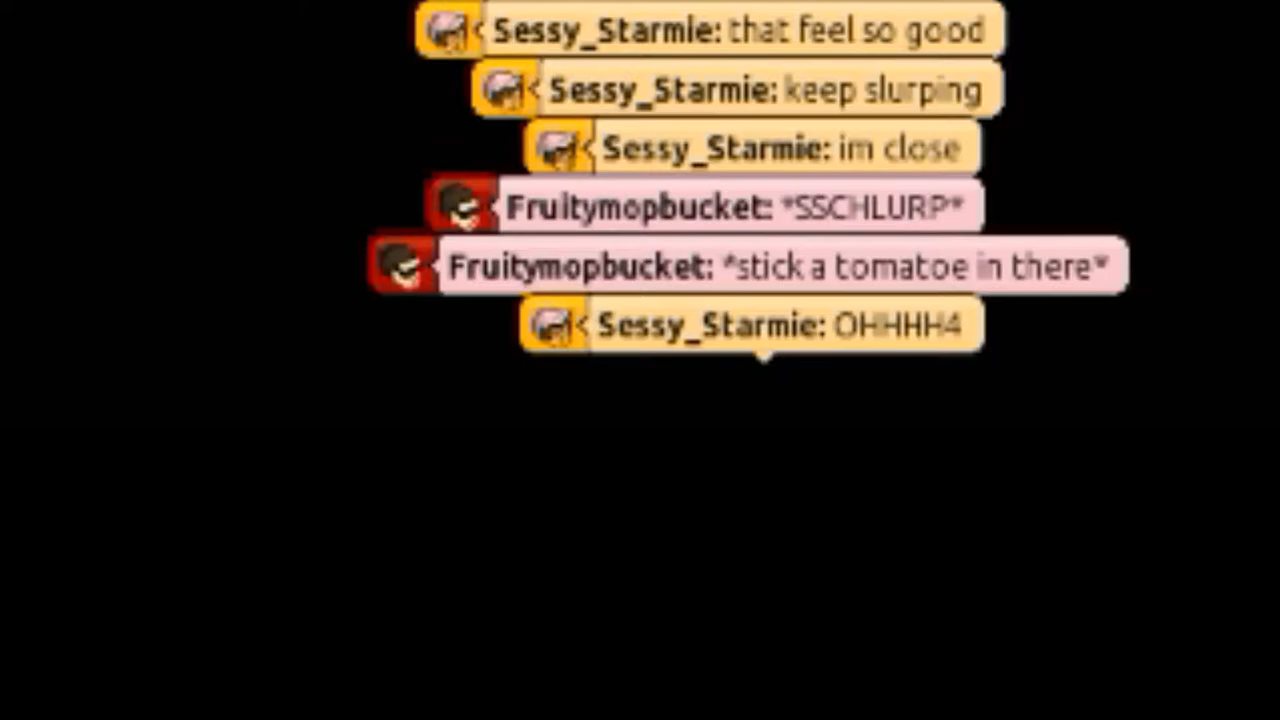 Sessy_Starmie: that feel so good
Sessy_Starmie: keep slurping
Sessy_Starmie: im close
Fruitymopbucket: *SSCHLURP*
Fruitymopbucket: *stick a tomatoe in there*
Sessy_Starmie: OHHHH4